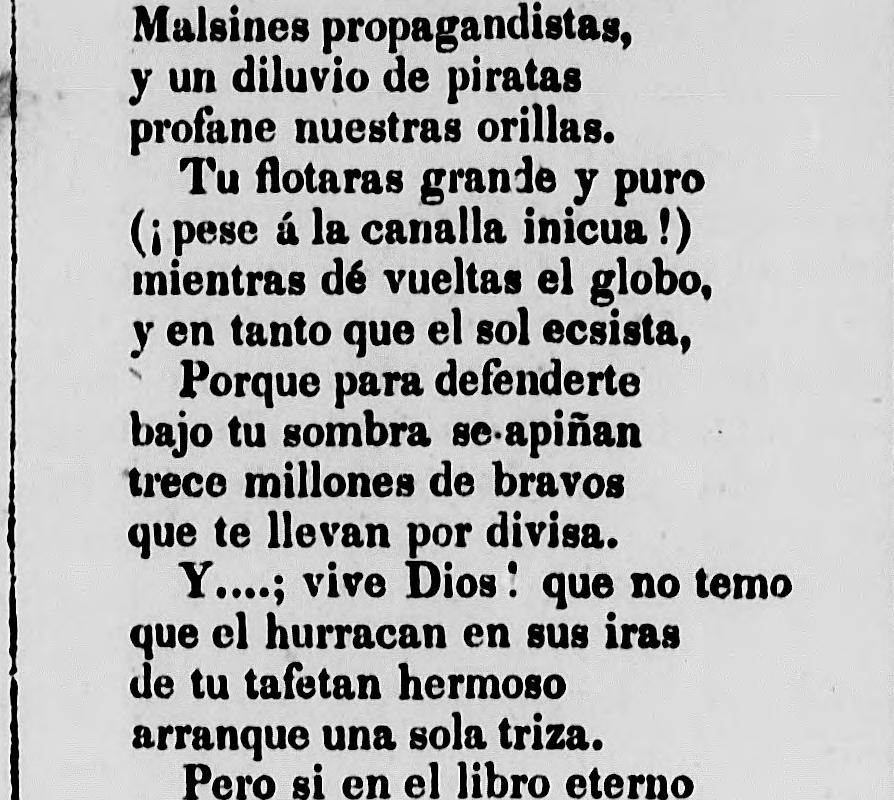 Malsines propagandistas,
y un diluvio de piratas
profane nuestras orillas.
Tu flotaras grande y puro
(¡pese á la canalla inicua!)
mientras dé vueltas el globo,
y en tanto que el sol ecsista,
Porque para defenderte
bajo tu sombra se apiñan
trece millones de bravos
que te llevan por divisa.
Y....; vive Dios! que no temo
que el hurracan en sus iras
de tu tafetan hermoso
arranque una sola triza.
Pero si en el libro eterno